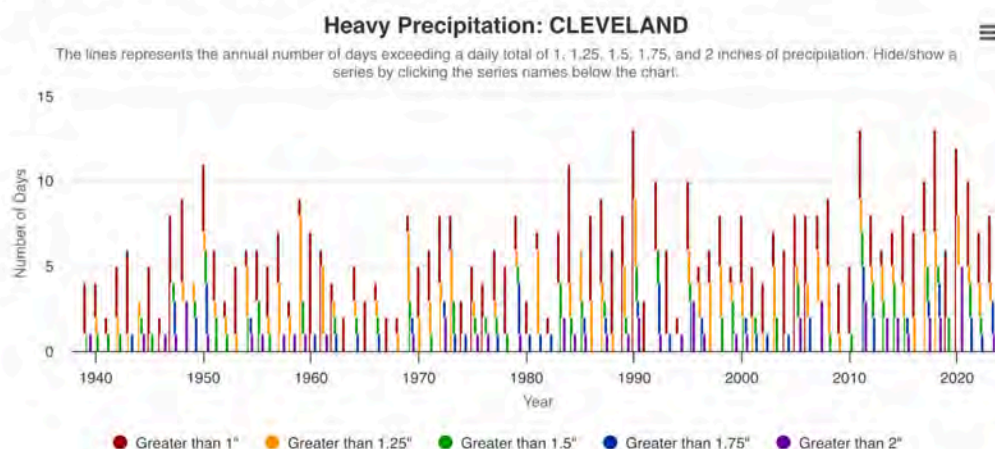 Heavy Precipitation: CLEVELAND
The lines represents the annual number of days exceeding a daily total of 1, 1.25, 1.5, 1.75, and 2 inches of precipitation. Hide/show a
series by clicking the series names below the chart.
15
10
5
0
Number of Days
1940 1950 1960 1970 1980 1990 2000 2010 2020
Year
Greater than 1" Greater than 1.25" Greater than 1.5" Greater than 1.75" Greater than 2"